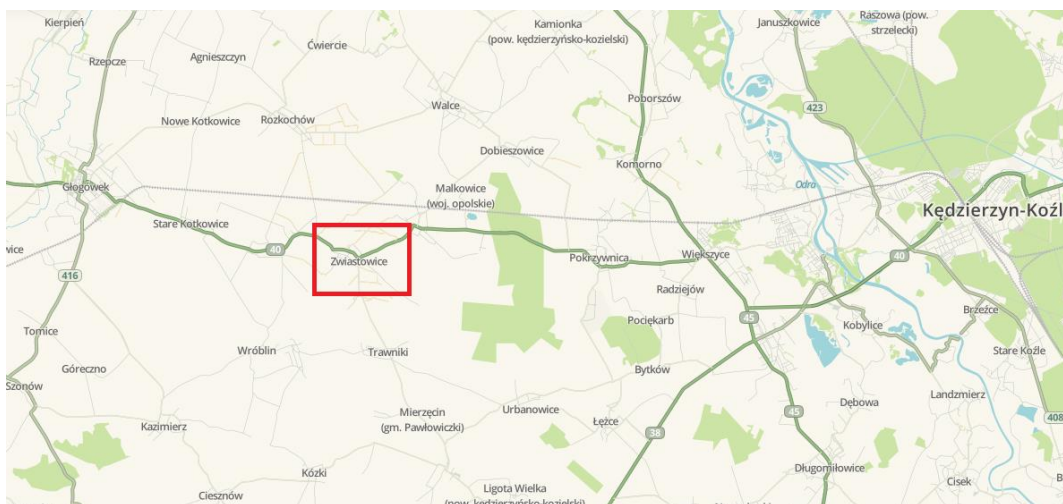 Kierpień
Kamionka
(pow. kędzierzyńsko-kozielski)
Januszkowice
Raszowa (pow.
strzelecki)
Ćwiercie
Agnieszczyn
Rzepcze
Walce
Poborszów
423
Nowe Kotkowice
Rozkochów
Dobieszowice
Komorno
Głogówek
Malkowice
(woj. opolskie)
Odra
Kędzierzyn-Koźl
Stare Kotkowice
40
wice
Zwiastowice
Pokrzywnica
Większyce
40
416
Radziejów
Brzeźce
Pociękarb
45
Kobylice
Tomice
Wróblin
Trawniki
Stare Koźle
Góreczno
Bytków
Szonów
Landzmierz
Mierzęcin
(gm. Pawłowiczki)
Urbanowice
Dębowa
45
408
Kazimierz
Łężce
38
Długomiłowice
Kózki
Cisek
B
Ciesznów
Ligota Wielka
(pow. kędzierzyńsko-kozielski)